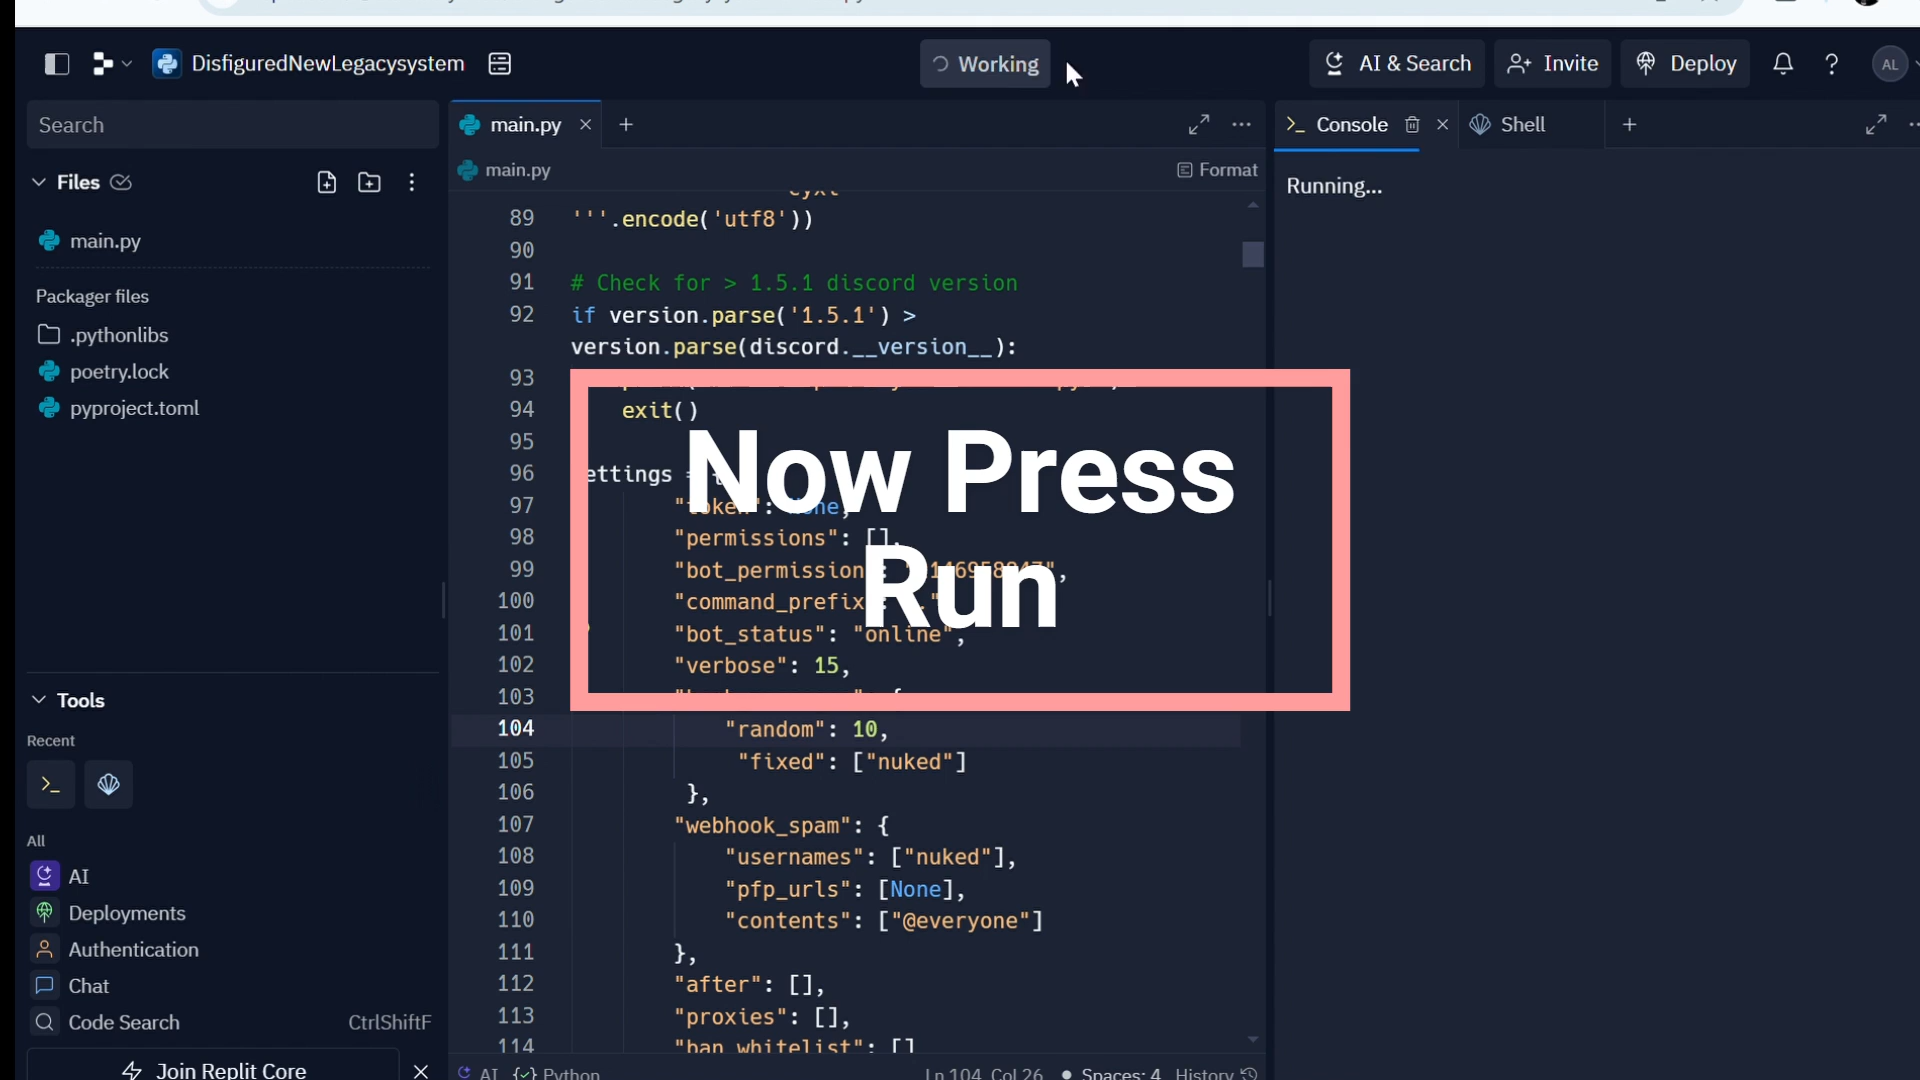 DisfiguredNewLegacysystem
Working
AI & Search
Invite
Deploy
?
AL
Search
main.py
Console
Shell
Files
main.py
Format
Running...
main.py
Packager files
.pythonlibs
poetry.lock
pyproject.toml
89 '''.encode('utf8'))
90
91 # Check for > 1.5.1 discord version
92 if version.parse('1.5.1') >
version.parse(discord.__version__):
93
94 exit()
95
96 ettings = {
97 "token": None,
98 "permissions": [],
99 "bot_permission
100 "command_prefix
101 "bot_status": "online",
102 "verbose": 15,
103
104 "random": 10,
105 "fixed": ["nuked"]
106 },
107 "webhook_spam": {
108 "usernames": ["nuked"],
109 "pfp_urls": [None],
110 "contents": ["@everyone"]
111 },
112 "after": [],
113 "proxies": [],
114 "ban_whitelist": []
Now Press
Run
Tools
Recent
All
AI
Deployments
Authentication
Chat
Code Search CtrlShiftF
Join Replit Core
AI {✓} Python
Ln 104, Col 26 • Spaces: 4 History